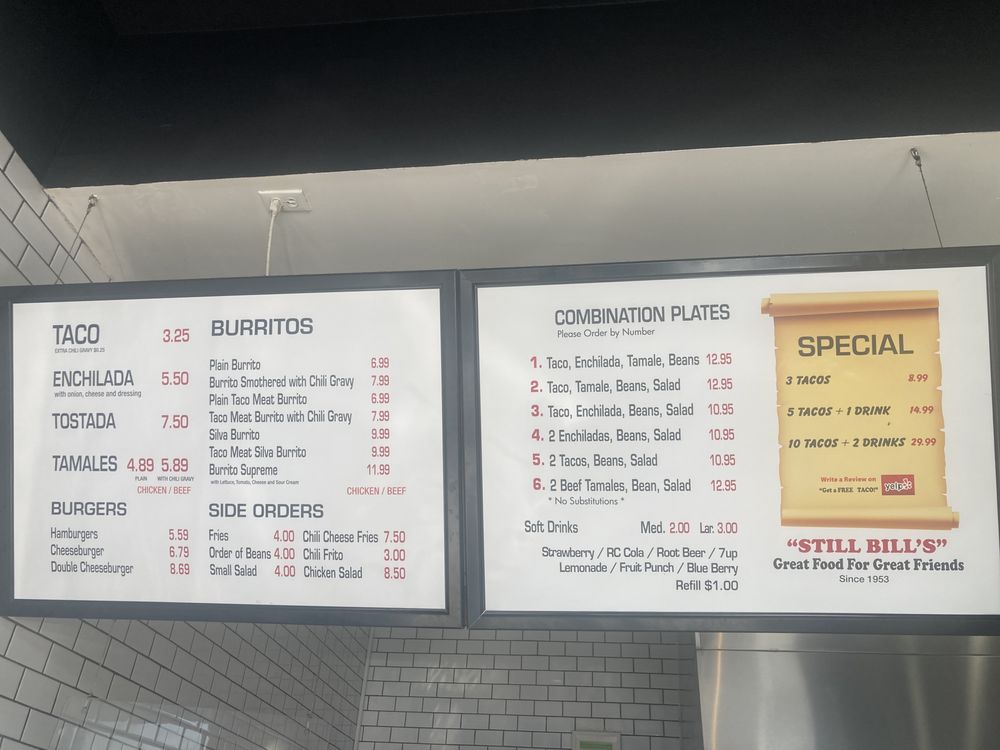 TACO 3.25
EXTRA CHILI GRAVY $0.25
ENCHILADA 5.50
with onion, cheese and dressing
TOSTADA 7.50
TAMALES 4.89 5.89
PLAIN WITH CHILI GRAVY
CHICKEN / BEEF
BURGERS
Hamburgers 5.59
Cheeseburger 6.79
Double Cheeseburger 8.69
BURRITOS
Plain Burrito 6.99
Burrito Smothered with Chili Gravy 7.99
Plain Taco Meat Burrito 6.99
Taco Meat Burrito with Chili Gravy 7.99
Silva Burrito 9.99
Taco Meat Silva Burrito 9.99
Burrito Supreme 11.99
with Lettuce, Tomato, Cheese and Sour Cream
CHICKEN / BEEF
SIDE ORDERS
Fries 4.00 Chili Cheese Fries 7.50
Order of Beans 4.00 Chili Frito 3.00
Small Salad 4.00 Chicken Salad 8.50
COMBINATION PLATES
Please Order by Number
1. Taco, Enchilada, Tamale, Beans 12.95
2. Taco, Tamale, Beans, Salad 12.95
3. Taco, Enchilada, Beans, Salad 10.95
4. 2 Enchiladas, Beans, Salad 10.95
5. 2 Tacos, Beans, Salad 10.95
6. 2 Beef Tamales, Bean, Salad 12.95
* No Substitutions *
Soft Drinks Med. 2.00 Lar. 3.00
Strawberry / RC Cola / Root Beer / 7up
Lemonade / Fruit Punch / Blue Berry
Refill $1.00
SPECIAL
3 TACOS 8.99
5 TACOS + 1 DRINK 14.99
10 TACOS + 2 DRINKS 29.99
Write a Review on
"Get a FREE TACO!" yelp
"STILL BILL'S"
Great Food For Great Friends
Since 1953